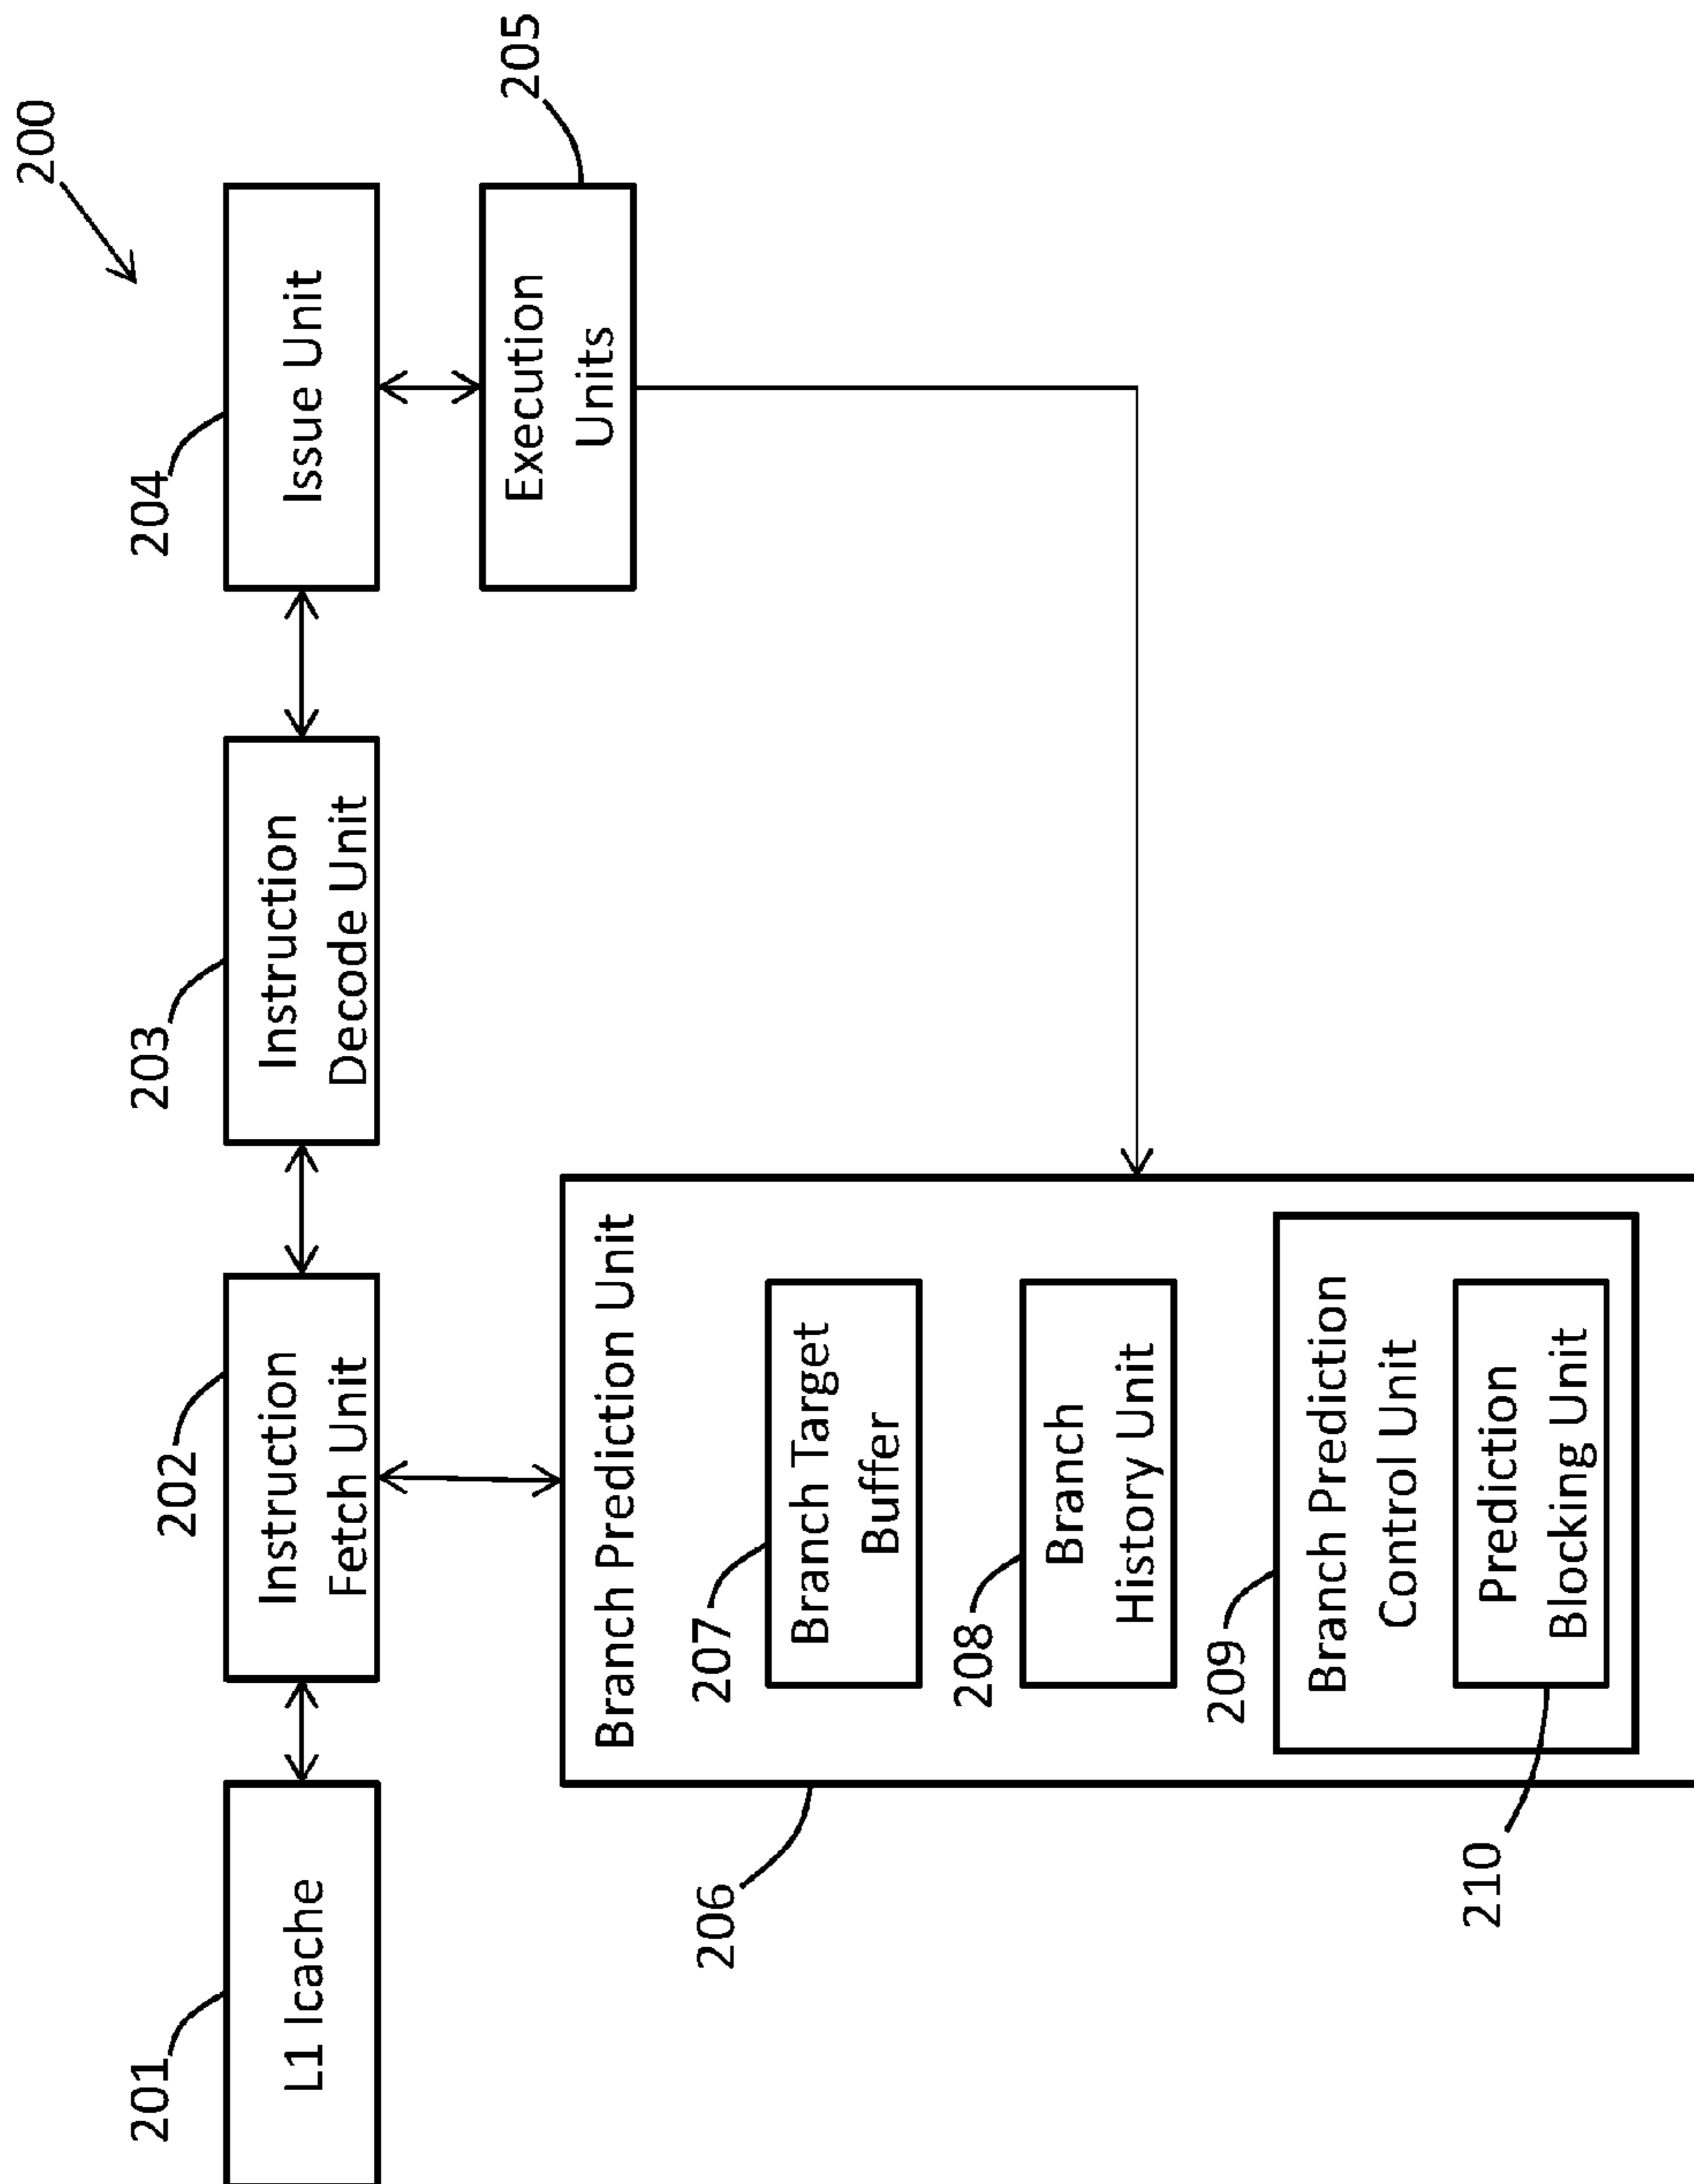 200
201
L1 Icache
202
Instruction
Fetch Unit
203
Instruction
Decode Unit
204
Issue Unit
205
Execution
Units
206
Branch Prediction Unit
207
Branch Target
Buffer
208
Branch
History Unit
209
Branch Prediction
Control Unit
210
Prediction
Blocking Unit